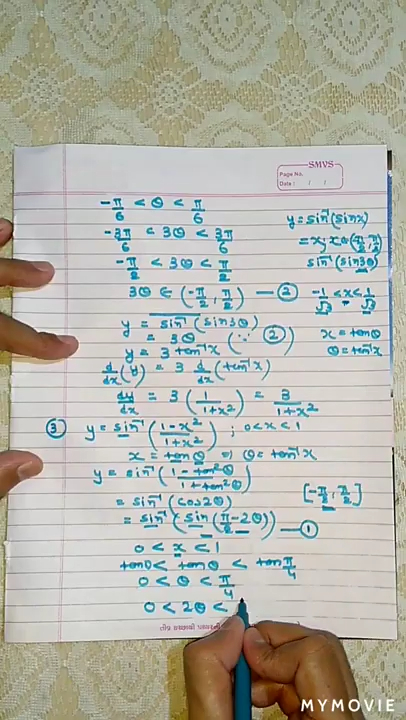 SMVS
Page No.
Date : / /
-π/6 < θ < π/6
-3π/6 < 3θ < 3π/6
-π/2 < 3θ < π/2
3θ ∈ (-π/2, π/2) — ②
y = sin⁻¹(sin3θ)
= 3θ (∵ ②)
y = 3 tan⁻¹x
d/dx (y) = 3 d/dx (tan⁻¹x)
dy/dx = 3 (1/1+x²) = 3/1+x²
y = sin⁻¹(sinx)
= x, x ∈ (-π/2, π/2)
sin⁻¹(sin3θ)
-1/√3 < x < 1/√3
x = tanθ
θ = tan⁻¹x
③ y = sin⁻¹(1-x²/1+x²) ; 0<x<1
x = tanθ ⇒ θ = tan⁻¹x
y = sin⁻¹(1-tan²θ/1+tan²θ)
= sin⁻¹(cos2θ)
[-π/2, π/2]
= sin⁻¹(sin(π/2-2θ)) — ①
0 < x < 1
tan0 < tanθ < tanπ/4
0 < θ < π/4
0 < 2θ <
MYMOVIE